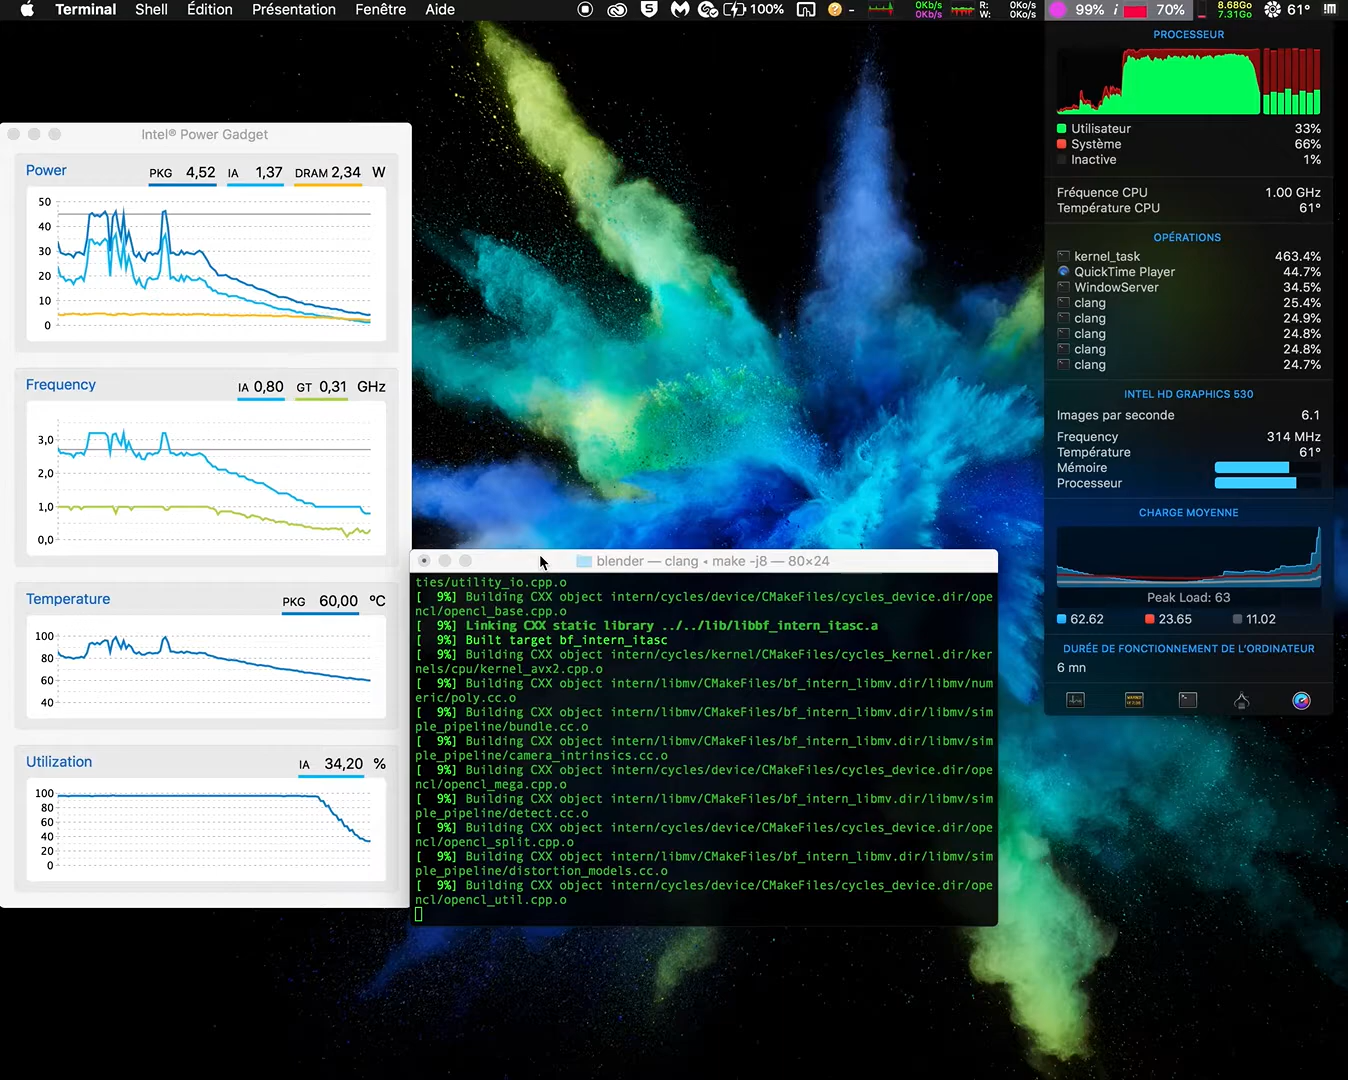 Terminal Shell Édition Présentation Fenêtre Aide
100% - 0Kb/s 0Kb/s R: W: 0Ko/s 0Ko/s 99% i 70% 8.68Go 7.31Go 61°
Intel® Power Gadget
Power PKG 4,52 IA 1,37 DRAM 2,34 W
50
40
30
20
10
0
Frequency IA 0,80 GT 0,31 GHz
3,0
2,0
1,0
0,0
Temperature PKG 60,00 ºC
100
80
60
40
Utilization IA 34,20 %
100
80
60
40
20
0
blender — clang ◂ make -j8 — 80×24
ties/utility_io.cpp.o
[  9%] Building CXX object intern/cycles/device/CMakeFiles/cycles_device.dir/ope
ncl/opencl_base.cpp.o
[  9%] Linking CXX static library ../../lib/libbf_intern_itasc.a
[  9%] Built target bf_intern_itasc
[  9%] Building CXX object intern/cycles/kernel/CMakeFiles/cycles_kernel.dir/ker
nels/cpu/kernel_avx2.cpp.o
[  9%] Building CXX object intern/libmv/CMakeFiles/bf_intern_libmv.dir/libmv/num
eric/poly.cc.o
[  9%] Building CXX object intern/libmv/CMakeFiles/bf_intern_libmv.dir/libmv/sim
ple_pipeline/bundle.cc.o
[  9%] Building CXX object intern/libmv/CMakeFiles/bf_intern_libmv.dir/libmv/sim
ple_pipeline/camera_intrinsics.cc.o
[  9%] Building CXX object intern/cycles/device/CMakeFiles/cycles_device.dir/ope
ncl/opencl_mega.cpp.o
[  9%] Building CXX object intern/libmv/CMakeFiles/bf_intern_libmv.dir/libmv/sim
ple_pipeline/detect.cc.o
[  9%] Building CXX object intern/cycles/device/CMakeFiles/cycles_device.dir/ope
ncl/opencl_split.cpp.o
[  9%] Building CXX object intern/libmv/CMakeFiles/bf_intern_libmv.dir/libmv/sim
ple_pipeline/distortion_models.cc.o
[  9%] Building CXX object intern/cycles/device/CMakeFiles/cycles_device.dir/ope
ncl/opencl_util.cpp.o
PROCESSEUR
Utilisateur 33%
Système 66%
Inactive 1%
Fréquence CPU 1.00 GHz
Température CPU 61°
OPÉRATIONS
kernel_task 463.4%
QuickTime Player 44.7%
WindowServer 34.5%
clang 25.4%
clang 24.9%
clang 24.8%
clang 24.8%
clang 24.7%
INTEL HD GRAPHICS 530
Images par seconde 6.1
Frequency 314 MHz
Température 61°
Mémoire
Processeur
CHARGE MOYENNE
Peak Load: 63
62.62 23.65 11.02
DURÉE DE FONCTIONNEMENT DE L'ORDINATEUR
6 mn